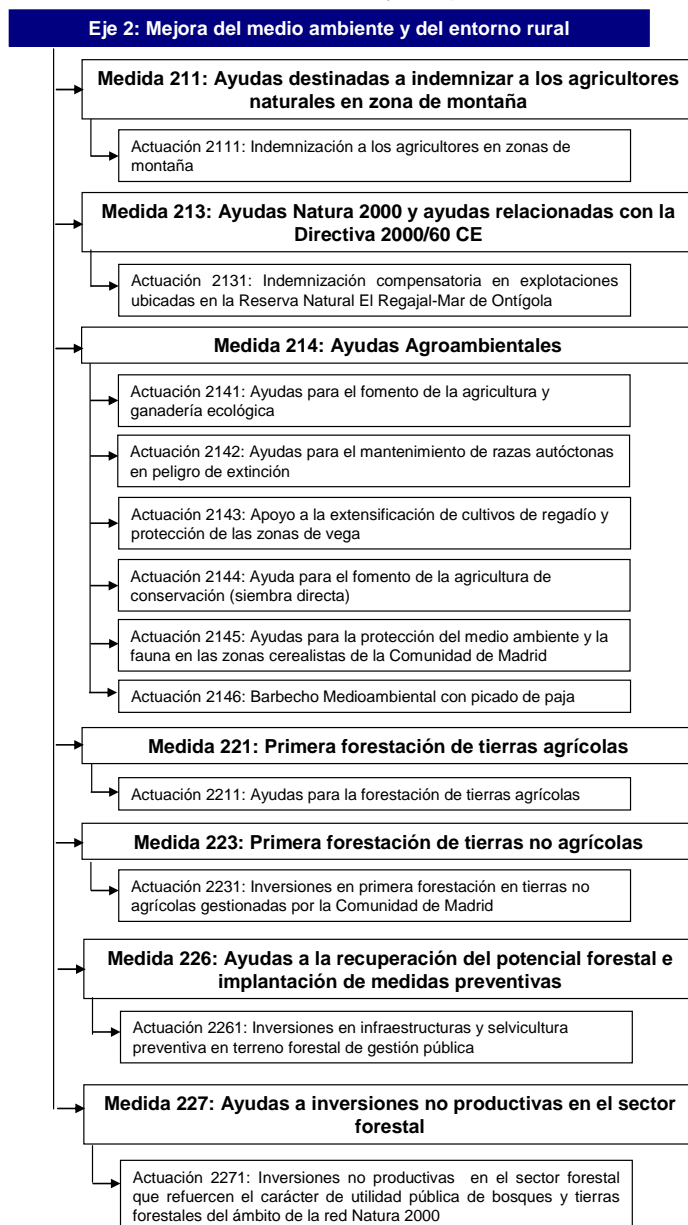 Eje 2: Mejora del medio ambiente y del entorno rural
Medida 211: Ayudas destinadas a indemnizar a los agricultores
naturales en zona de montaña
Actuación 2111: Indemnización a los agricultores en zonas de
montaña
Medida 213: Ayudas Natura 2000 y ayudas relacionadas con la
Directiva 2000/60 CE
Actuación 2131: Indemnización compensatoria en explotaciones
ubicadas en la Reserva Natural El Regajal-Mar de Ontígola
Medida 214: Ayudas Agroambientales
Actuación 2141: Ayudas para el fomento de la agricultura y
ganadería ecológica
Actuación 2142: Ayudas para el mantenimiento de razas autóctonas
en peligro de extinción
Actuación 2143: Apoyo a la extensificación de cultivos de regadío y
protección de las zonas de vega
Actuación 2144: Ayuda para el fomento de la agricultura de
conservación (siembra directa)
Actuación 2145: Ayudas para la protección del medio ambiente y la
fauna en las zonas cerealistas de la Comunidad de Madrid
Actuación 2146: Barbecho Medioambiental con picado de paja
Medida 221: Primera forestación de tierras agrícolas
Actuación 2211: Ayudas para la forestación de tierras agrícolas
Medida 223: Primera forestación de tierras no agrícolas
Actuación 2231: Inversiones en primera forestación en tierras no
agrícolas gestionadas por la Comunidad de Madrid
Medida 226: Ayudas a la recuperación del potencial forestal e
implantación de medidas preventivas
Actuación 2261: Inversiones en infraestructuras y selvicultura
preventiva en terreno forestal de gestión pública
Medida 227: Ayudas a inversiones no productivas en el sector
forestal
Actuación 2271: Inversiones no productivas en el sector forestal
que refuercen el carácter de utilidad pública de bosques y tierras
forestales del ámbito de la red Natura 2000